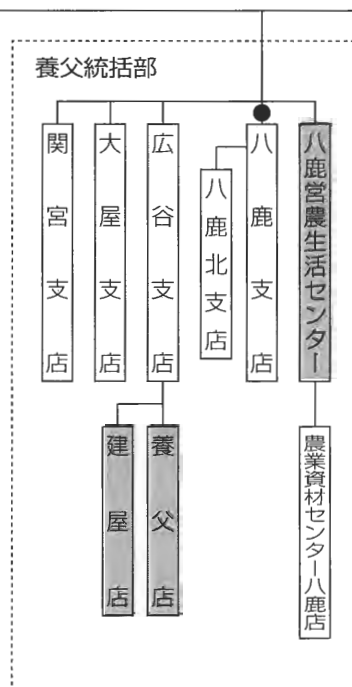 養父統括部
八鹿営農生活センター
八鹿支店
八鹿北支店
広谷支店
大屋支店
関宮支店
農業資材センター八鹿店
養父店
建屋店